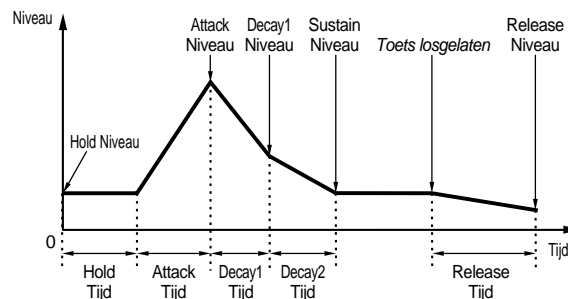 Niveau
Attack
Niveau
Decay1
Niveau
Sustain
Niveau
Toets losgelaten
Release
Niveau
Hold Niveau
0
Tijd
Hold
Tijd
Attack
Tijd
Decay1
Tijd
Decay2
Tijd
Release
Tijd